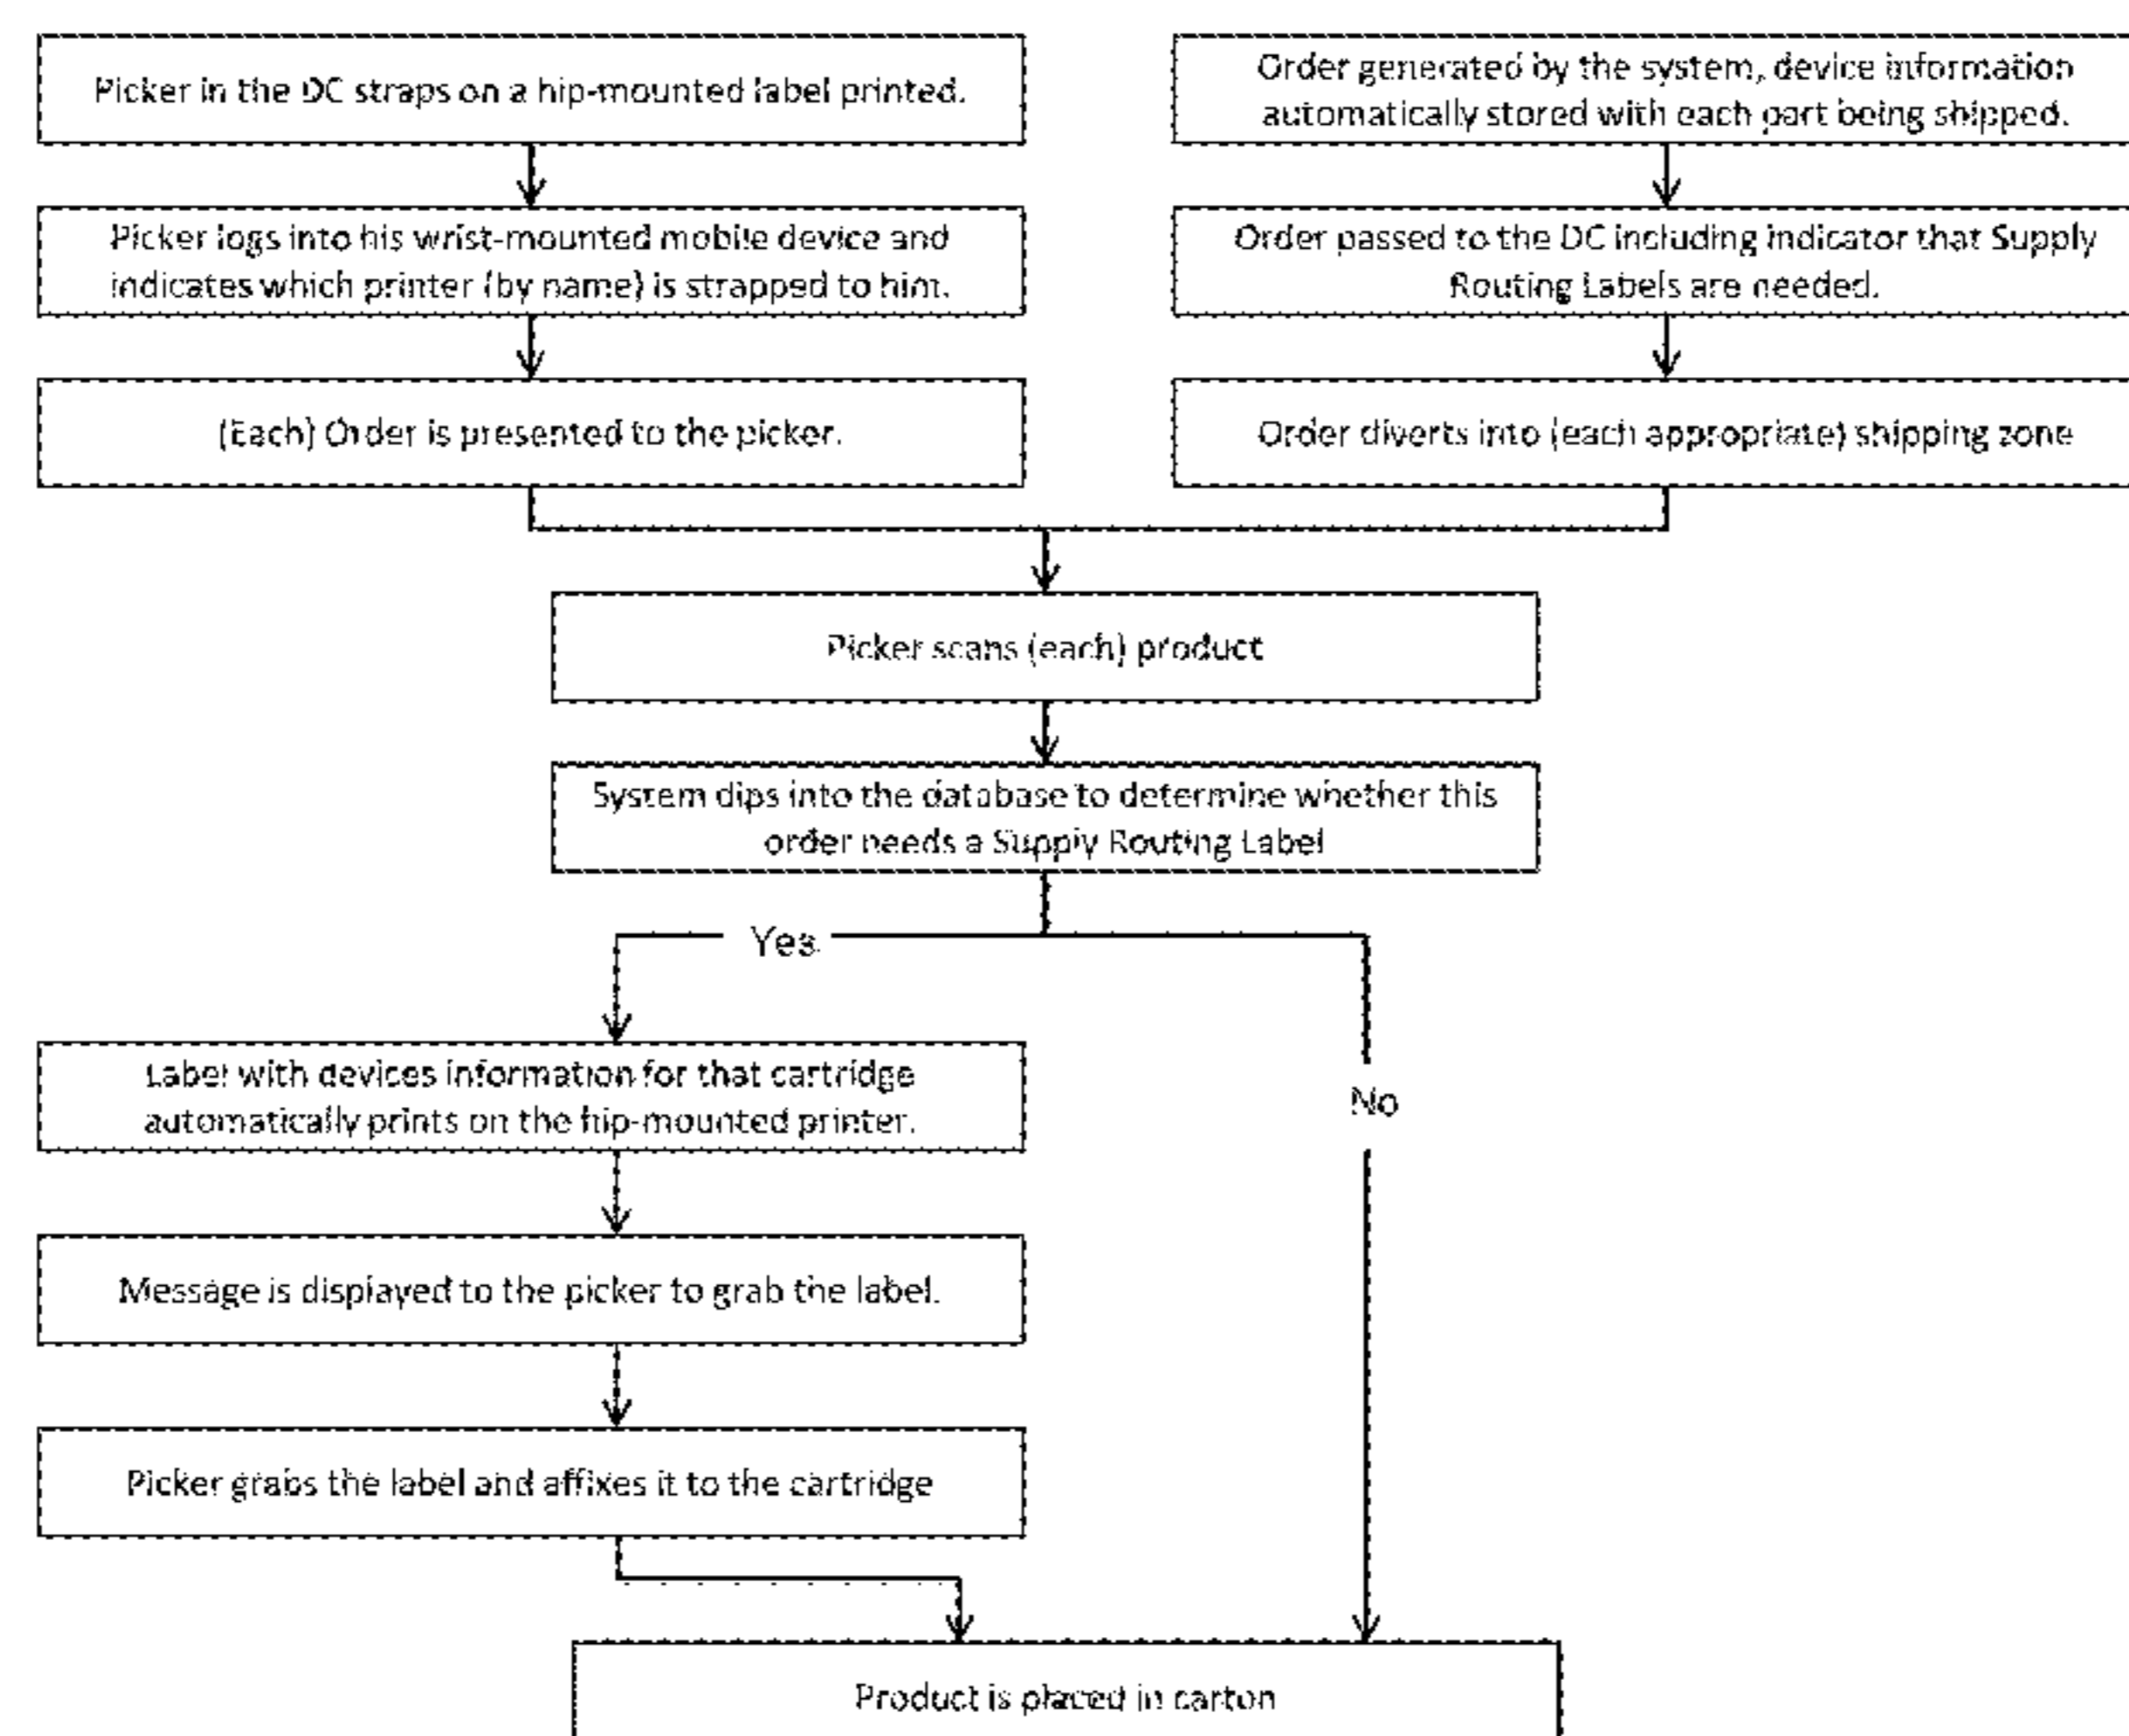 Picker in the DC straps on a hip-mounted label printed.
Order generated by the system, device information
automatically stored with each part being shipped.
Picker logs into his wrist-mounted mobile device and
indicates which printer (by name) is strapped to him.
Order passed to the DC including indicator that Supply
Routing Labels are needed.
(Each) Order is presented to the picker.
Order diverts into (each appropriate) shipping zone
Picker scans (each) product
System dips into the database to determine whether this
order needs a Supply Routing Label
Yes
No
Label with devices information for that cartridge
automatically prints on the hip-mounted printer.
Message is displayed to the picker to grab the label.
Picker grabs the label and affixes it to the cartridge
Product is placed in carton